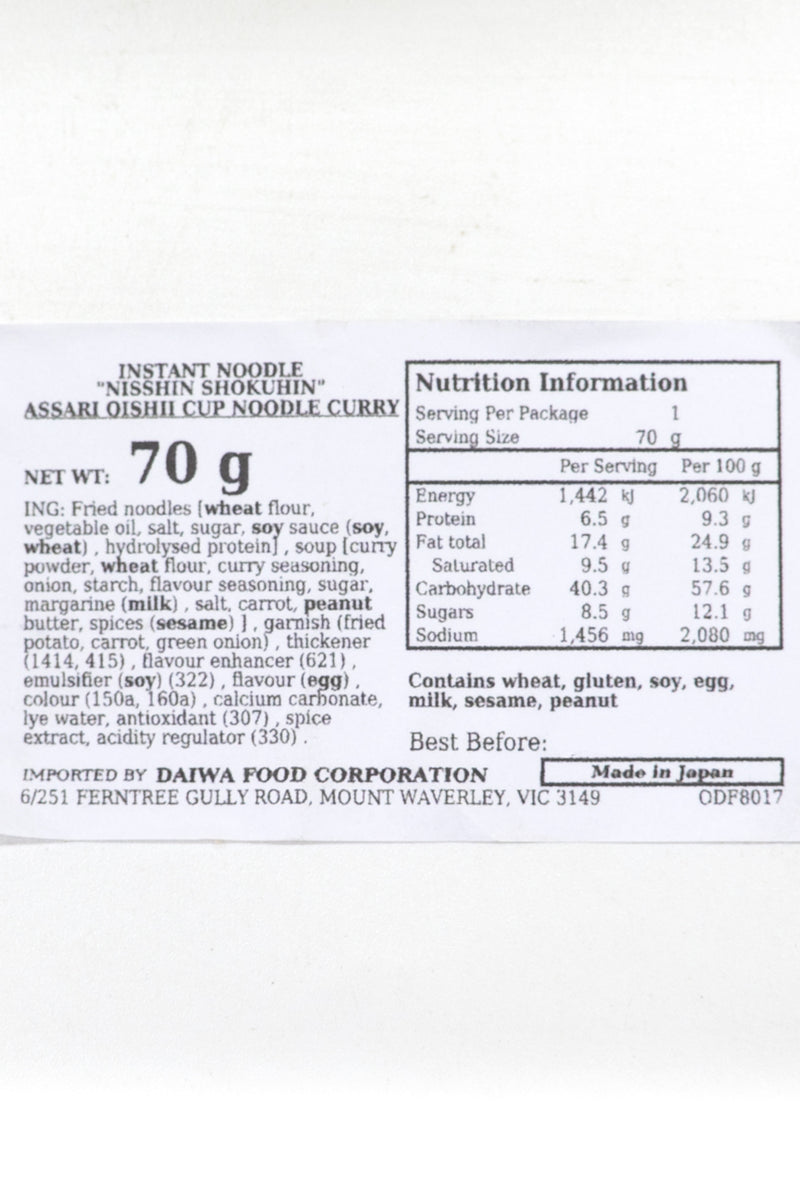 INSTANT NOODLE
"NISSHIN SHOKUHIN"
ASSARI OISHII CUP NOODLE CURRY
NET WT: 70 g
ING: Fried noodles [wheat flour,
vegetable oil, salt, sugar, soy sauce (soy,
wheat) , hydrolysed protein] , soup [curry
powder, wheat flour, curry seasoning,
onion, starch, flavour seasoning, sugar,
margarine (milk) , salt, carrot, peanut
butter, spices (sesame) ] , garnish (fried
potato, carrot, green onion) , thickener
(1414, 415) , flavour enhancer (621) ,
emulsifier (soy) (322) , flavour (egg) ,
colour (150a, 160a) , calcium carbonate,
lye water, antioxidant (307) , spice
extract, acidity regulator (330) .
Nutrition Information
Serving Per Package 1
Serving Size 70 g
Per Serving Per 100 g
Energy 1,442 kJ 2,060 kJ
Protein 6.5 g 9.3 g
Fat total 17.4 g 24.9 g
Saturated 9.5 g 13.5 g
Carbohydrate 40.3 g 57.6 g
Sugars 8.5 g 12.1 g
Sodium 1,456 mg 2,080 mg
Contains wheat, gluten, soy, egg,
milk, sesame, peanut
Best Before:
IMPORTED BY DAIWA FOOD CORPORATION
Made in Japan
6/251 FERNTREE GULLY ROAD, MOUNT WAVERLEY, VIC 3149
ODF8017